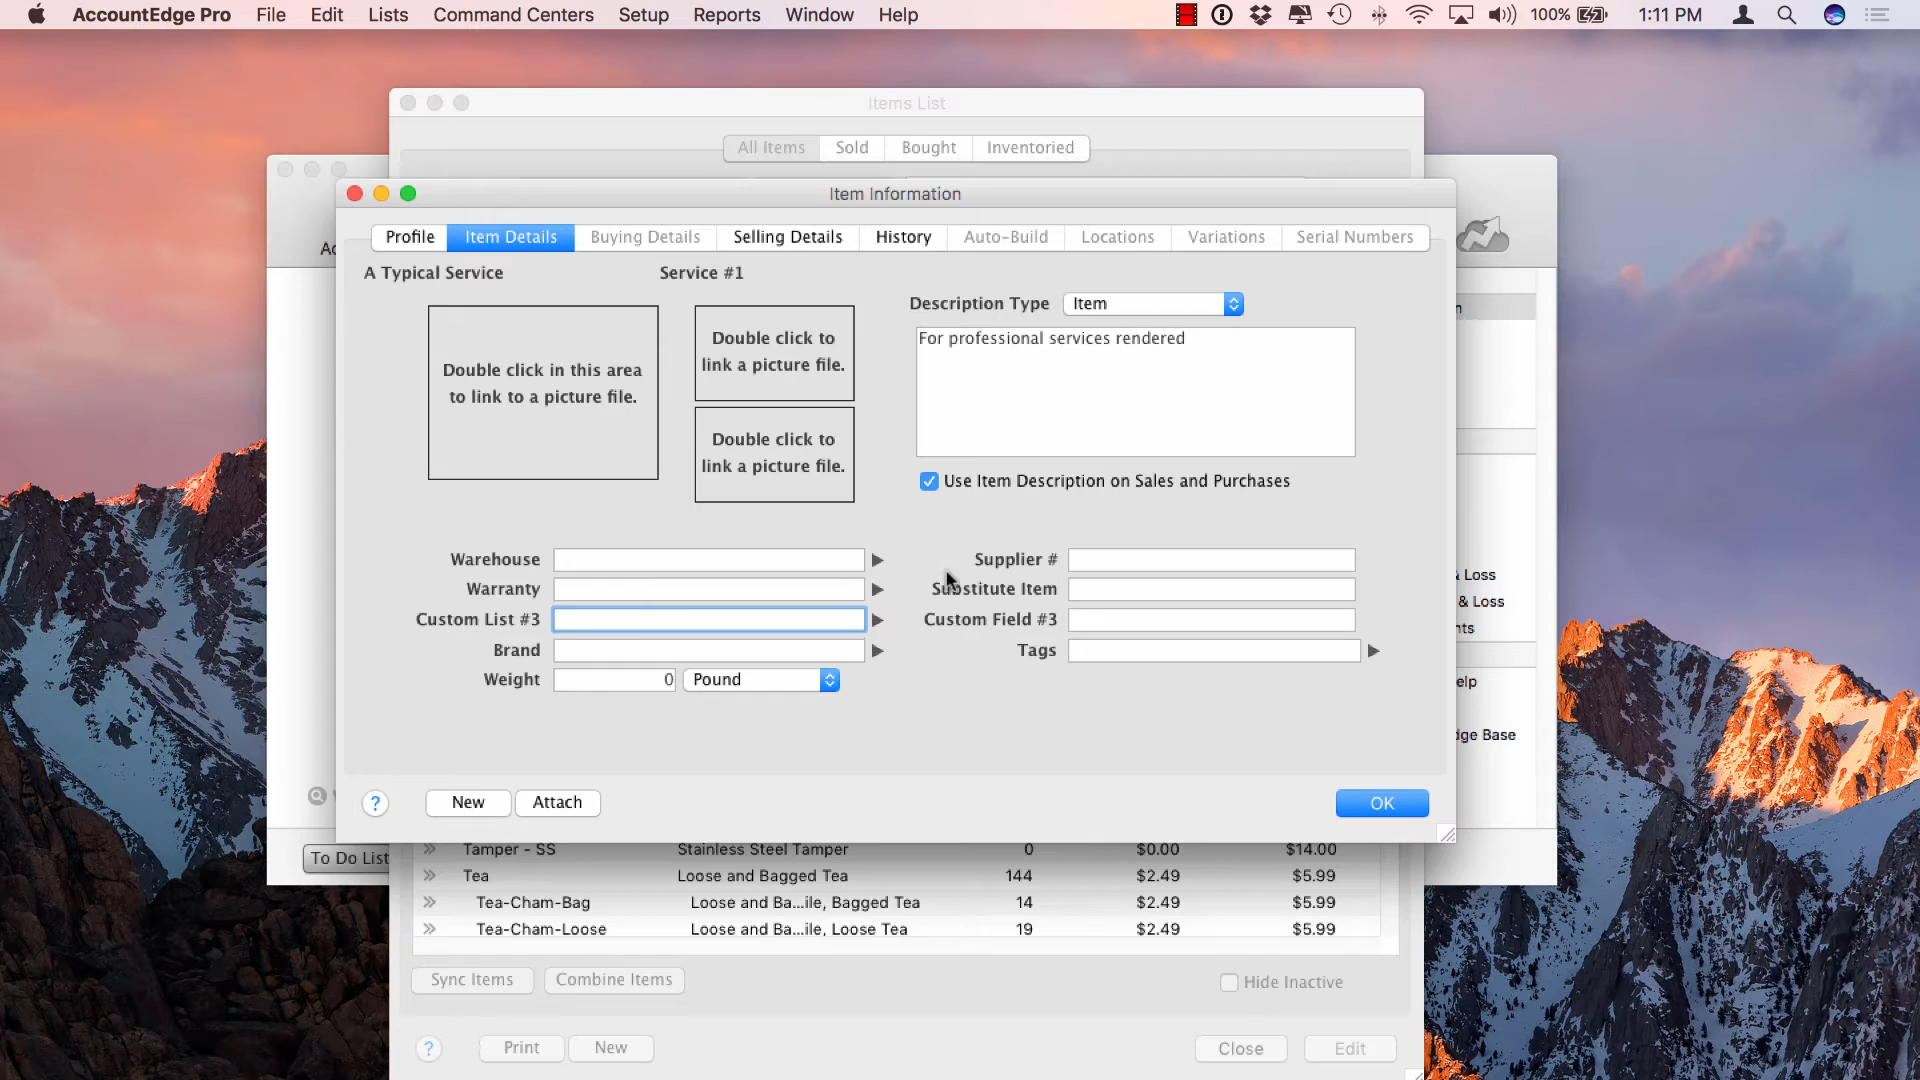 AccountEdge Pro File Edit Lists Command Centers Setup Reports Window Help 100% 1:11 PM
Items List
All Items Sold Bought Inventoried
Item Information
Profile Item Details Buying Details Selling Details History Auto-Build Locations Variations Serial Numbers
A Typical Service Service #1
Description Type Item
For professional services rendered
Double click in this area
to link to a picture file.
Double click to
link a picture file.
Double click to
link a picture file.
Use Item Description on Sales and Purchases
Warehouse Supplier #
Warranty Substitute Item
Custom List #3 Custom Field #3
Brand Tags
Weight 0 Pound
& Loss
& Loss
nts
elp
dge Base
? New Attach OK
To Do List
Tamper - SS Stainless Steel Tamper 0 $0.00 $14.00
Tea Loose and Bagged Tea 144 $2.49 $5.99
Tea-Cham-Bag Loose and Ba...ile, Bagged Tea 14 $2.49 $5.99
Tea-Cham-Loose Loose and Ba...ile, Loose Tea 19 $2.49 $5.99
Sync Items Combine Items Hide Inactive
? Print New Close Edit